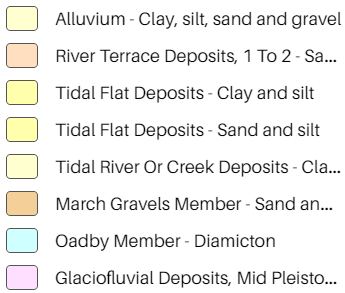 Alluvium - Clay, silt, sand and gravel
River Terrace Deposits, 1 To 2 - Sa...
Tidal Flat Deposits - Clay and silt
Tidal Flat Deposits - Sand and silt
Tidal River Or Creek Deposits - Cla...
March Gravels Member - Sand an...
Oadby Member - Diamicton
Glaciofluvial Deposits, Mid Pleisto...